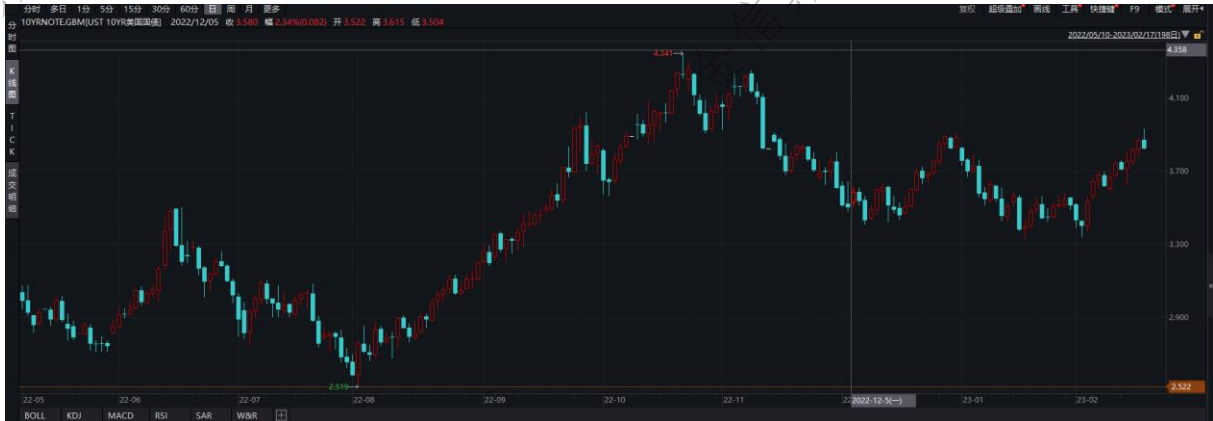 分时 多日 1分 5分 15分 30分 60分 日 周 月 更多 复权 超级叠加 画线 工具 快捷键 F9 模式 展开
10YRNOTE.GBM[UST 10YR美国国债] 2022/12/05 收 3.580 幅 2.34%(0.082) 开 3.522 高 3.615 低 3.504
2022/05/10-2023/02/17(198日)▼
分时图
K线图
TICK
成交明细
4.341→
4.358
4.100
3.700
3.300
2.900
2.519→
2.522
22-05 22-06 22-07 22-08 22-09 22-10 22-11 22 2022-12-5(一) 23-01 23-02
BOLL KDJ MACD RSI SAR W&R